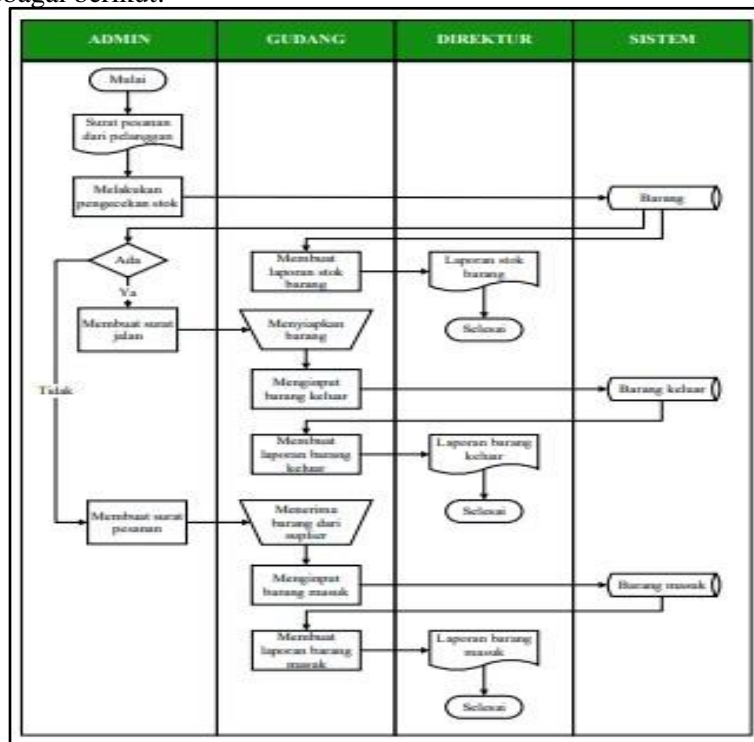 sebagai berikut:
ADMIN
GUDANG
DIREKTUR
SISTEM
Mulai
Surat pesanan
dari pelanggan
Melakukan
pengecekan stok
Barang
Ada
Membuat
laporan stok
barang
Laporan stok
barang
Ya
Membuat surat
jalan
Menyiapkan
barang
Selesai
Tidak
Menginput
barang keluar
Barang keluar
Membuat
laporan barang
keluar
Laporan barang
keluar
Membuat surat
pesanan
Menerima
barang dari
suplier
Selesai
Menginput
barang masuk
Barang masuk
Membuat
laporan barang
masuk
Laporan barang
masuk
Selesai